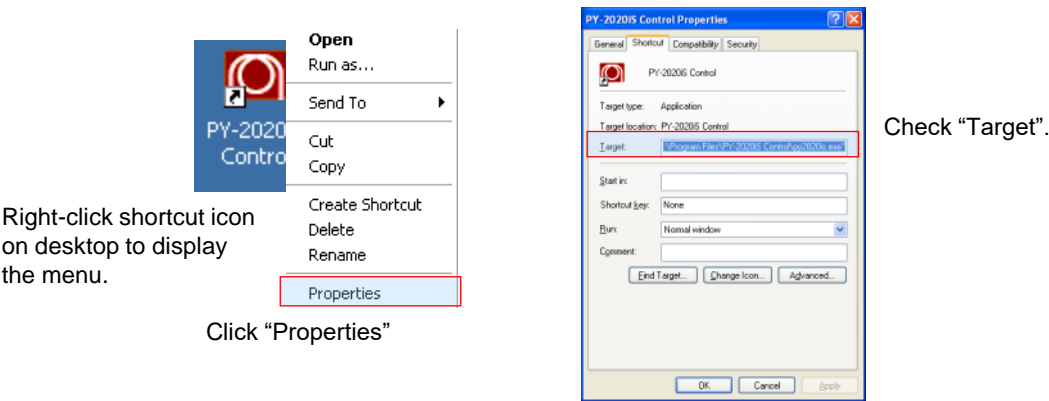 PY-2020
Contro
Open
Run as...
Send To
Cut
Copy
Create Shortcut
Delete
Rename
Properties
Right-click shortcut icon
on desktop to display
the menu.
Click “Properties”
PY-2020iS Control Properties
General Shortcut Compatibility Security
PY-2020iS Control
Target type: Application
Target location: PY-2020iS Control
Target: \Program Files\PY-2020iS Control\py2020is.exe"
Start in:
Shortcut key: None
Run: Normal window
Comment:
Find Target... Change Icon... Advanced...
OK Cancel Apply
Check “Target”.